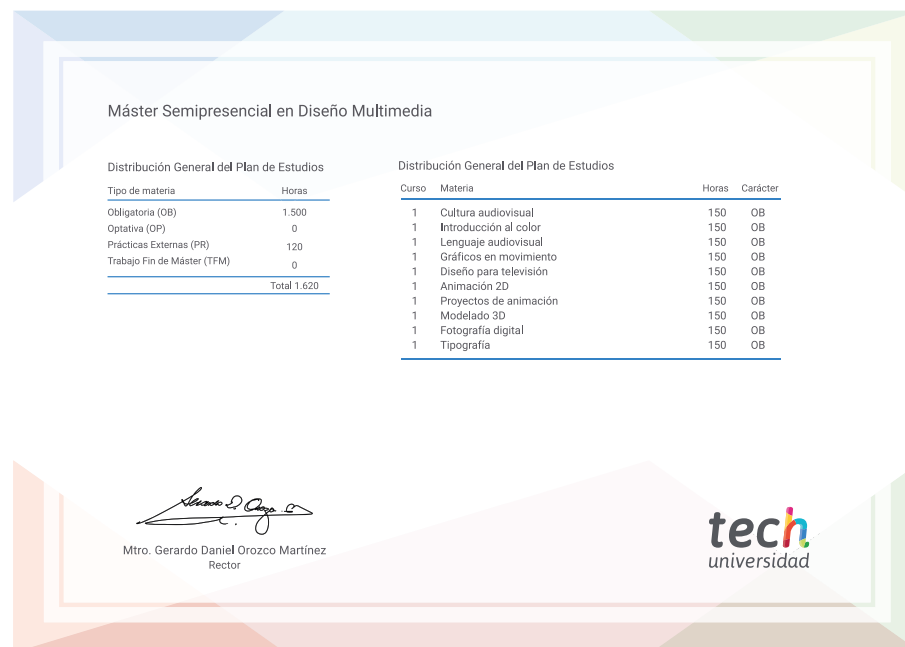 Máster Semipresencial en Diseño Multimedia
Distribución General del Plan de Estudios
Tipo de materia Horas
Obligatoria (OB) 1.500
Optativa (OP) 0
Prácticas Externas (PR) 120
Trabajo Fin de Máster (TFM) 0
Total 1.620
Distribución General del Plan de Estudios
Curso Materia Horas Carácter
1 Cultura audiovisual 150 OB
1 Introducción al color 150 OB
1 Lenguaje audiovisual 150 OB
1 Gráficos en movimiento 150 OB
1 Diseño para televisión 150 OB
1 Animación 2D 150 OB
1 Proyectos de animación 150 OB
1 Modelado 3D 150 OB
1 Fotografía digital 150 OB
1 Tipografía 150 OB
Mtro. Gerardo Daniel Orozco Martínez
Rector
tech
universidad